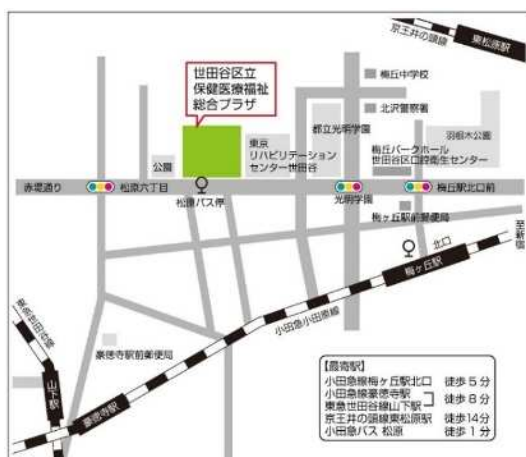 京王井の頭線
東松原駅
世田谷区立
保健医療福祉
総合プラザ
梅丘中学校
北沢警察署
都立光明学園
羽根木公園
公園
東京
リハビリテーション
センター世田谷
梅丘パークホール
世田谷区口腔衛生センター
赤堤通り
松原六丁目
松原バス停
光明学園
梅丘駅北口前
梅ヶ丘駅前郵便局
北口
至新宿
梅ヶ丘駅
小田急小田原線
東急世田谷線
山下駅
豪徳寺駅前郵便局
豪徳寺駅
【最寄駅】
小田急線梅ヶ丘駅北口 徒歩5分
小田急線豪徳寺駅
東急世田谷線山下駅 徒歩8分
京王井の頭線東松原駅 徒歩14分
小田急バス 松原 徒歩1分